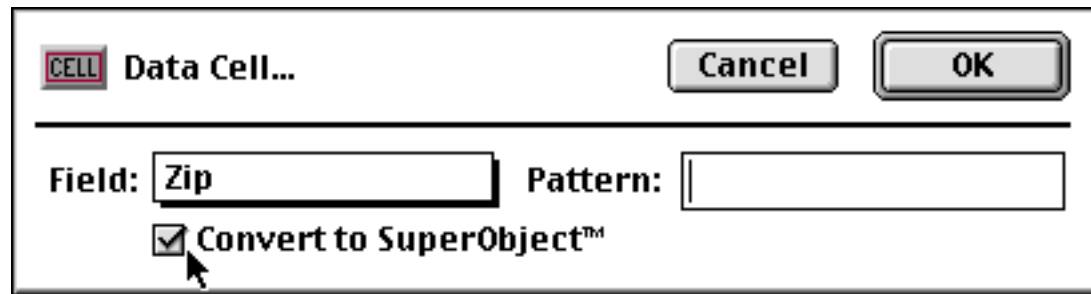 CELL Data Cell... Cancel OK
Field: Zip Pattern:
Convert to SuperObject™